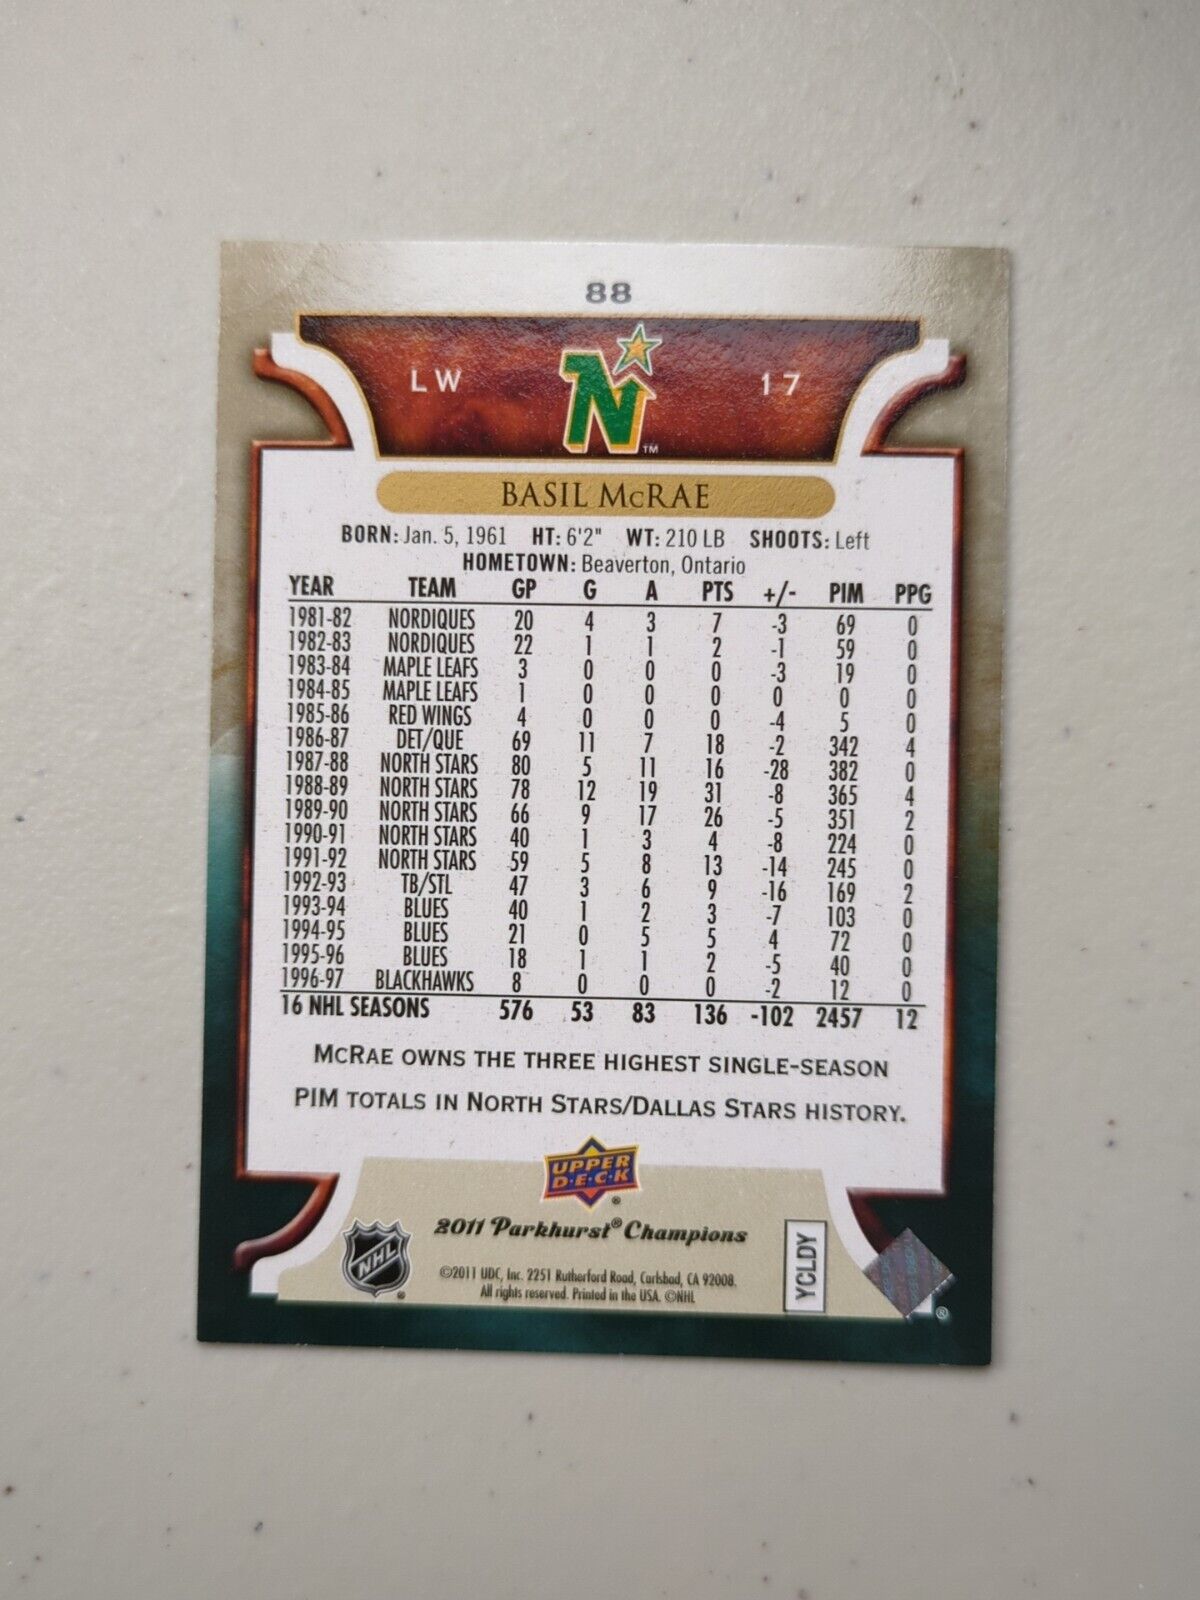 88
LW N 17
™
BASIL McRAE
BORN: Jan. 5, 1961 HT: 6'2" WT: 210 LB SHOOTS: Left
HOMETOWN: Beaverton, Ontario
YEAR TEAM GP G A PTS +/- PIM PPG
1981-82 NORDIQUES 20 4 3 7 -3 69 0
1982-83 NORDIQUES 22 1 1 2 -1 59 0
1983-84 MAPLE LEAFS 3 0 0 0 -3 19 0
1984-85 MAPLE LEAFS 1 0 0 0 0 0 0
1985-86 RED WINGS 4 0 0 0 -4 5 0
1986-87 DET/QUE 69 11 7 18 -2 342 4
1987-88 NORTH STARS 80 5 11 16 -28 382 0
1988-89 NORTH STARS 78 12 19 31 -8 365 4
1989-90 NORTH STARS 66 9 17 26 -5 351 2
1990-91 NORTH STARS 40 1 3 4 -8 224 0
1991-92 NORTH STARS 59 5 8 13 -14 245 0
1992-93 TB/STL 47 3 6 9 -16 169 2
1993-94 BLUES 40 1 2 3 -7 103 0
1994-95 BLUES 21 0 5 5 4 72 0
1995-96 BLUES 18 1 1 2 -5 40 0
1996-97 BLACKHAWKS 8 0 0 0 -2 12 0
16 NHL SEASONS 576 53 83 136 -102 2457 12
McRAE OWNS THE THREE HIGHEST SINGLE-SEASON
PIM TOTALS IN NORTH STARS/DALLAS STARS HISTORY.
UPPER
D·E·C·K
®
2011 Parkhurst® Champions
NHL
®
©2011 UDC, Inc. 2251 Rutherford Road, Carlsbad, CA 92008.
All rights reserved. Printed in the USA. ©NHL
YCLDY
®